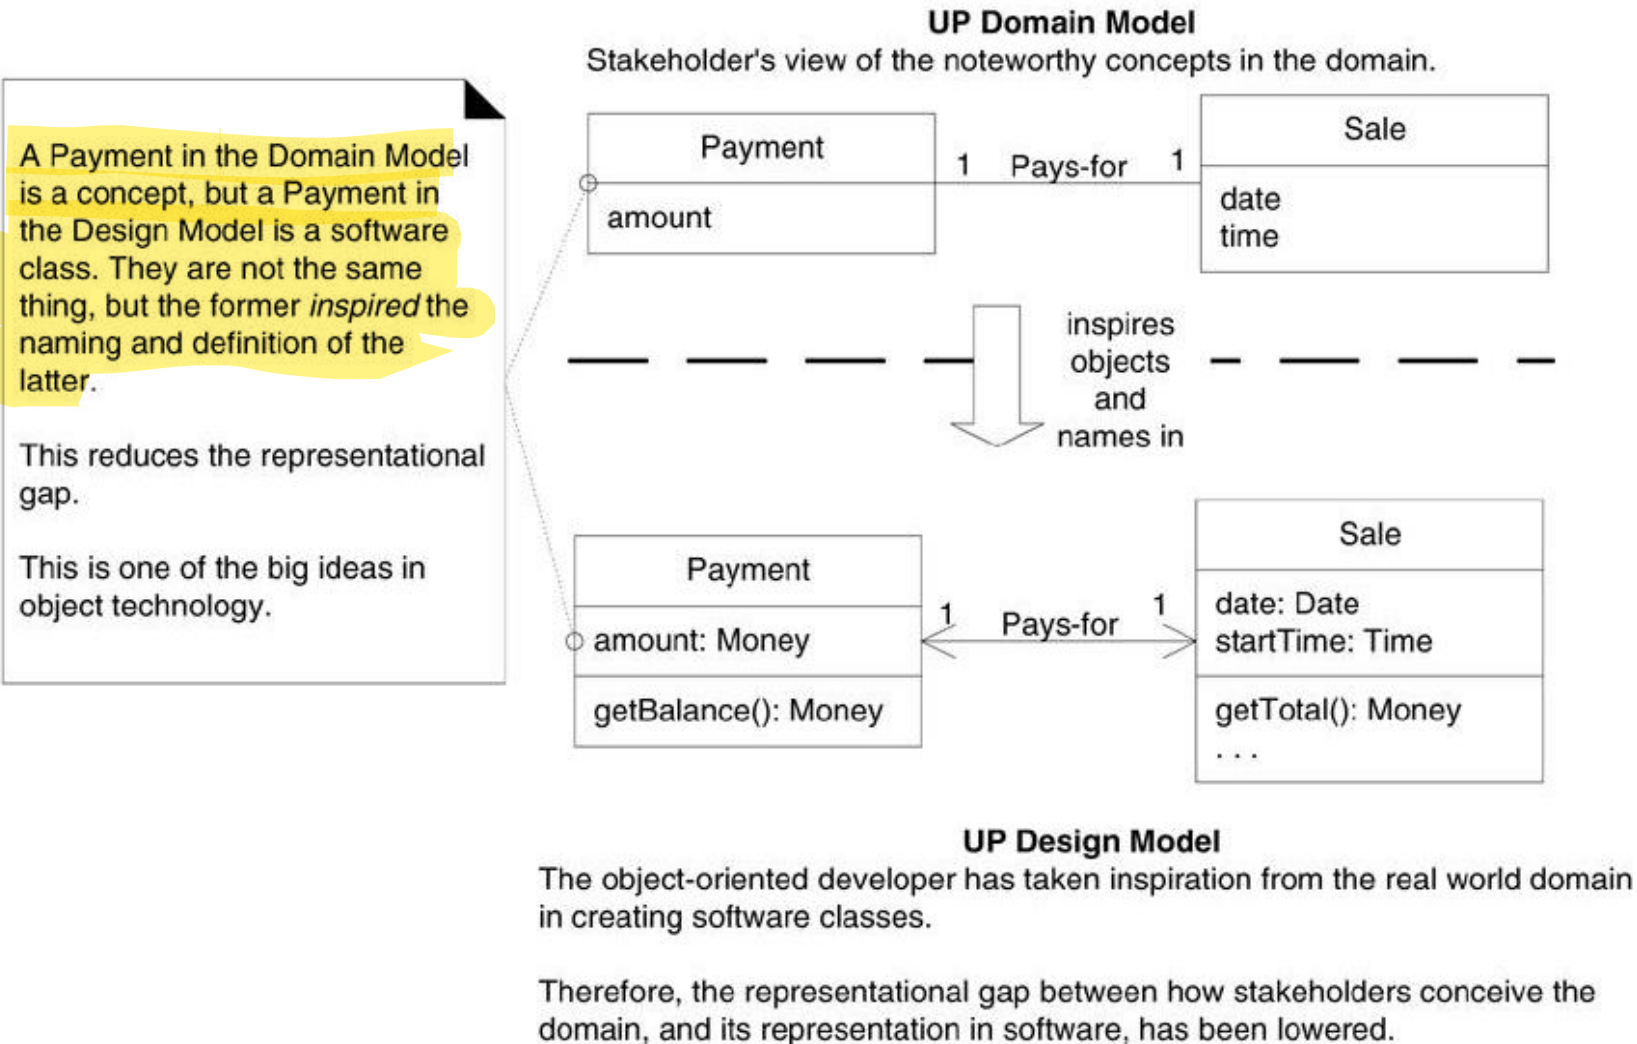 UP Domain Model
Stakeholder's view of the noteworthy concepts in the domain.
A Payment in the Domain Model
is a concept, but a Payment in
the Design Model is a software
class. They are not the same
thing, but the former inspired the
naming and definition of the
latter.
This reduces the representational
gap.
This is one of the big ideas in
object technology.
Payment
amount
1 Pays-for 1
Sale
date
time
inspires
objects
and
names in
Payment
amount: Money
getBalance(): Money
1 Pays-for 1
Sale
date: Date
startTime: Time
getTotal(): Money
. . .
UP Design Model
The object-oriented developer has taken inspiration from the real world domain
in creating software classes.
Therefore, the representational gap between how stakeholders conceive the
domain, and its representation in software, has been lowered.